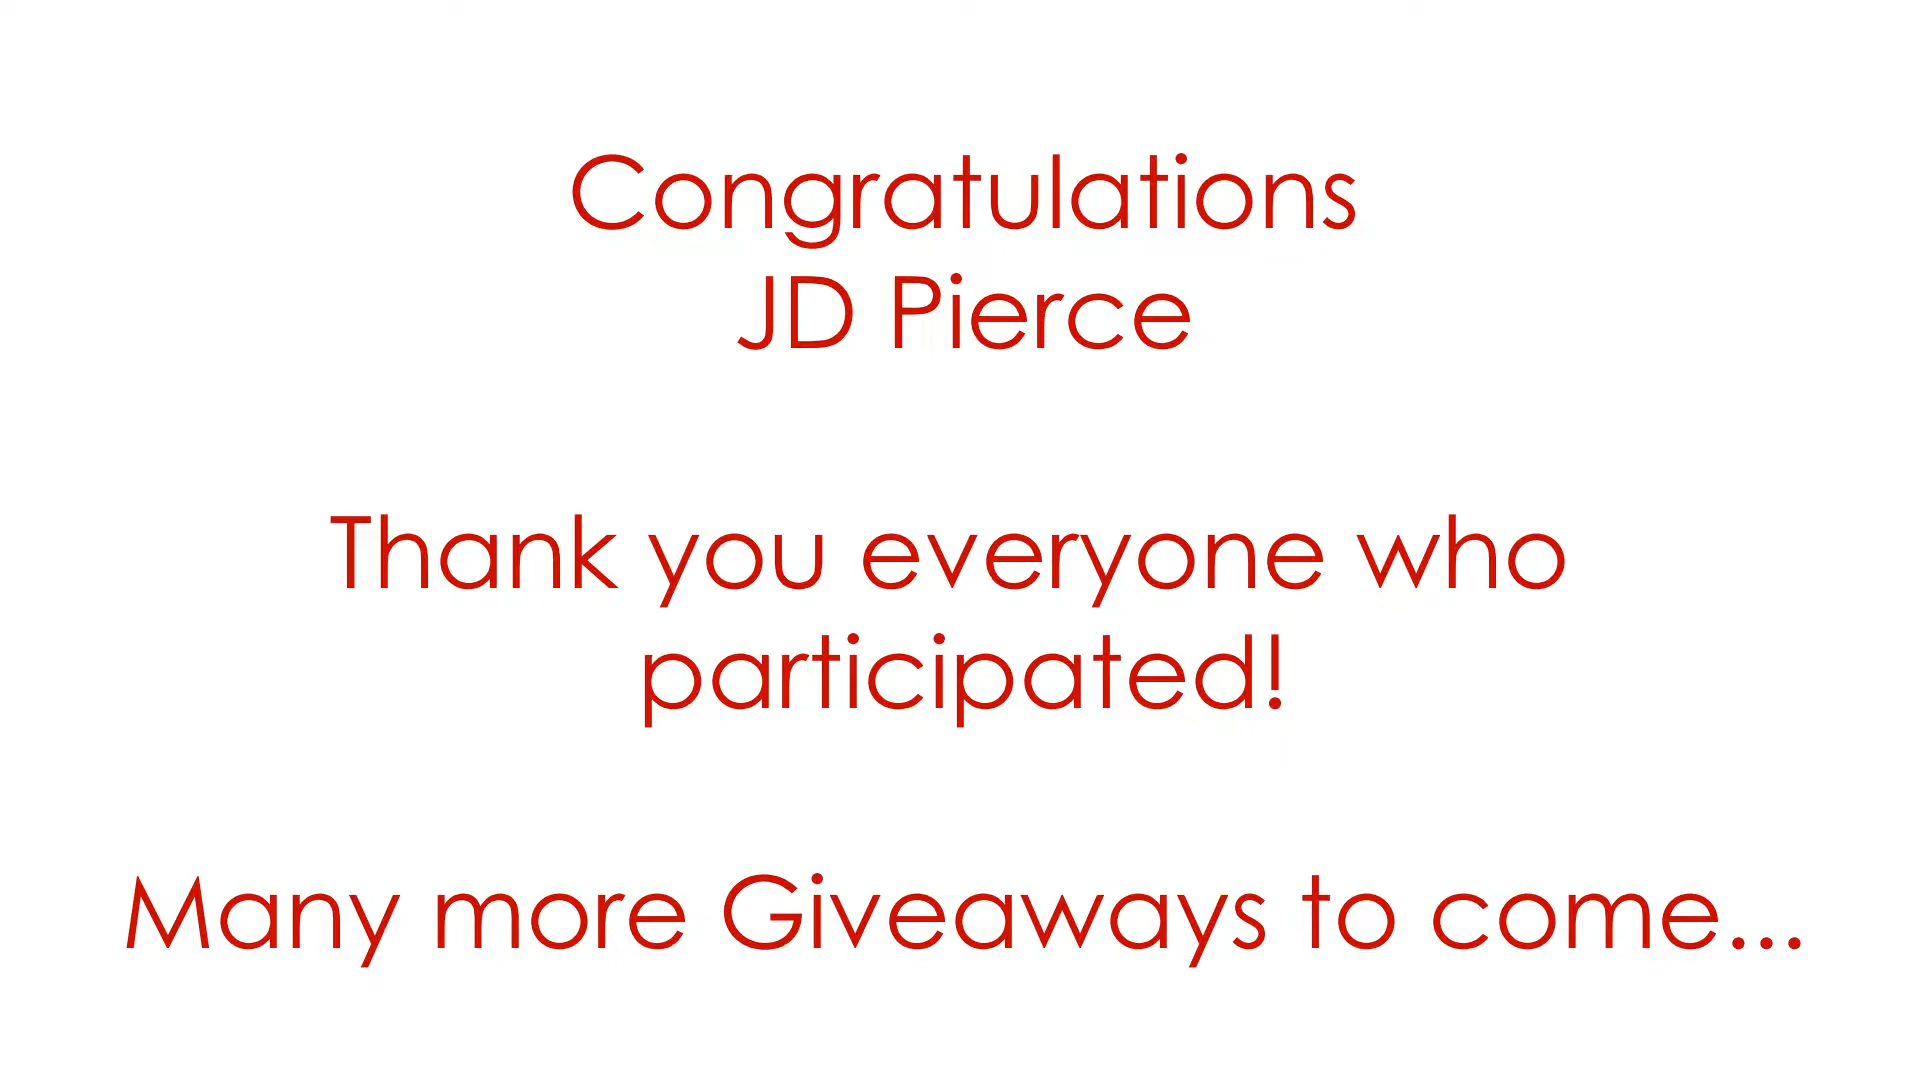 Congratulations
JD Pierce
Thank you everyone who
participated!
Many more Giveaways to come...